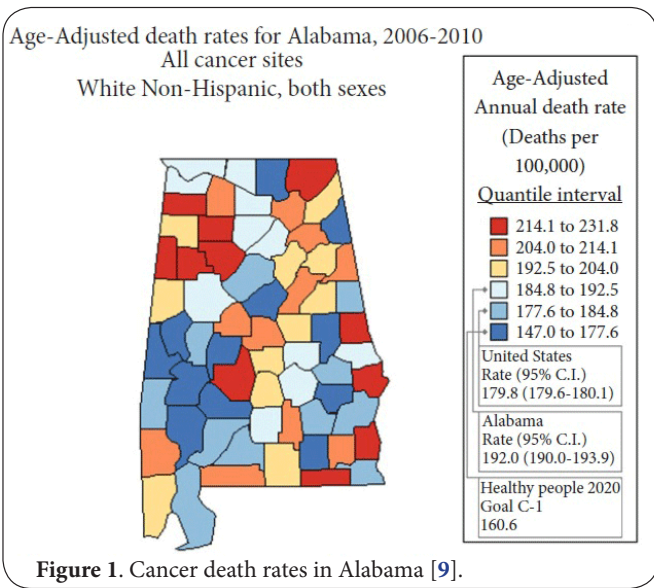 Age-Adjusted death rates for Alabama, 2006-2010
All cancer sites
White Non-Hispanic, both sexes
Age-Adjusted
Annual death rate
(Deaths per
100,000)
Quantile interval
214.1 to 231.8
204.0 to 214.1
192.5 to 204.0
184.8 to 192.5
177.6 to 184.8
147.0 to 177.6
United States
Rate (95% C.I.)
179.8 (179.6-180.1)
Alabama
Rate (95% C.I.)
192.0 (190.0-193.9)
Healthy people 2020
Goal C-1
160.6
Figure 1. Cancer death rates in Alabama [9].